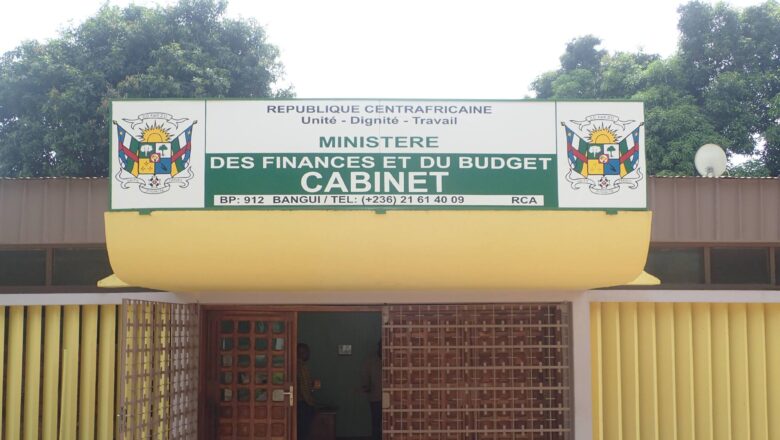 REPUBLIQUE CENTRAFRICAINE
Unité - Dignité - Travail
MINISTERE
DES FINANCES ET DU BUDGET
CABINET
BP: 912 BANGUI / TEL: (+236) 21 61 40 09 RCA